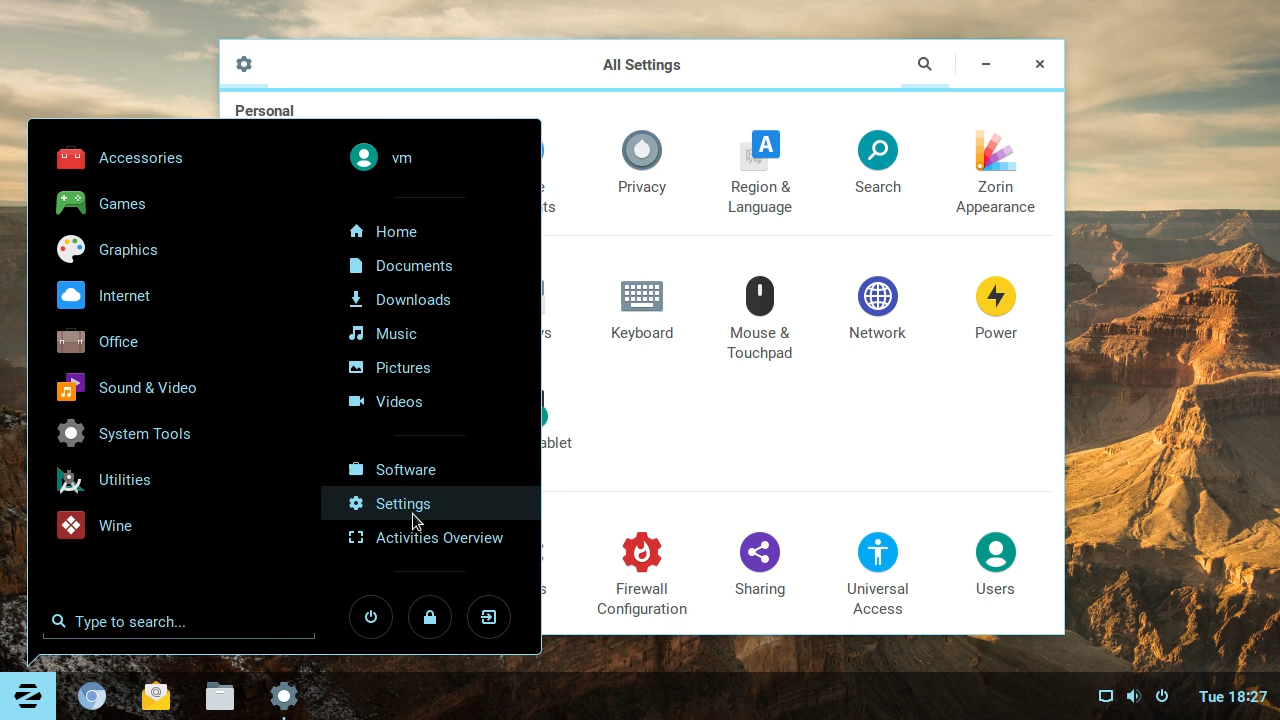 All Settings
Personal
Privacy
Region &
Language
Search
Zorin
Appearance
Keyboard
Mouse &
Touchpad
Network
Power
Firewall
Configuration
Sharing
Universal
Access
Users
Accessories
Games
Graphics
Internet
Office
Sound & Video
System Tools
Utilities
Wine
Type to search...
vm
Home
Documents
Downloads
Music
Pictures
Videos
Software
Settings
Activities Overview
Tue 18:27